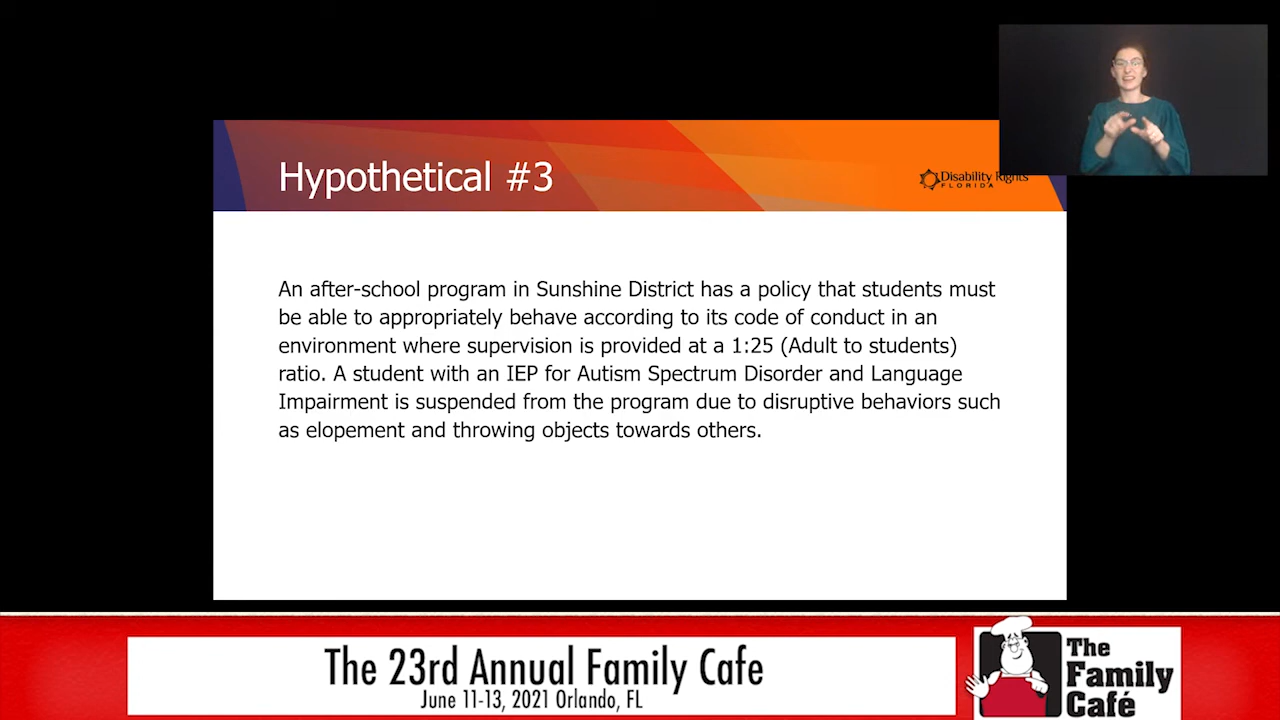 Hypothetical #3
Disability Rights
FLORIDA
An after-school program in Sunshine District has a policy that students must
be able to appropriately behave according to its code of conduct in an
environment where supervision is provided at a 1:25 (Adult to students)
ratio. A student with an IEP for Autism Spectrum Disorder and Language
Impairment is suspended from the program due to disruptive behaviors such
as elopement and throwing objects towards others.
The 23rd Annual Family Cafe
June 11-13, 2021 Orlando, FL
The
Family
Café